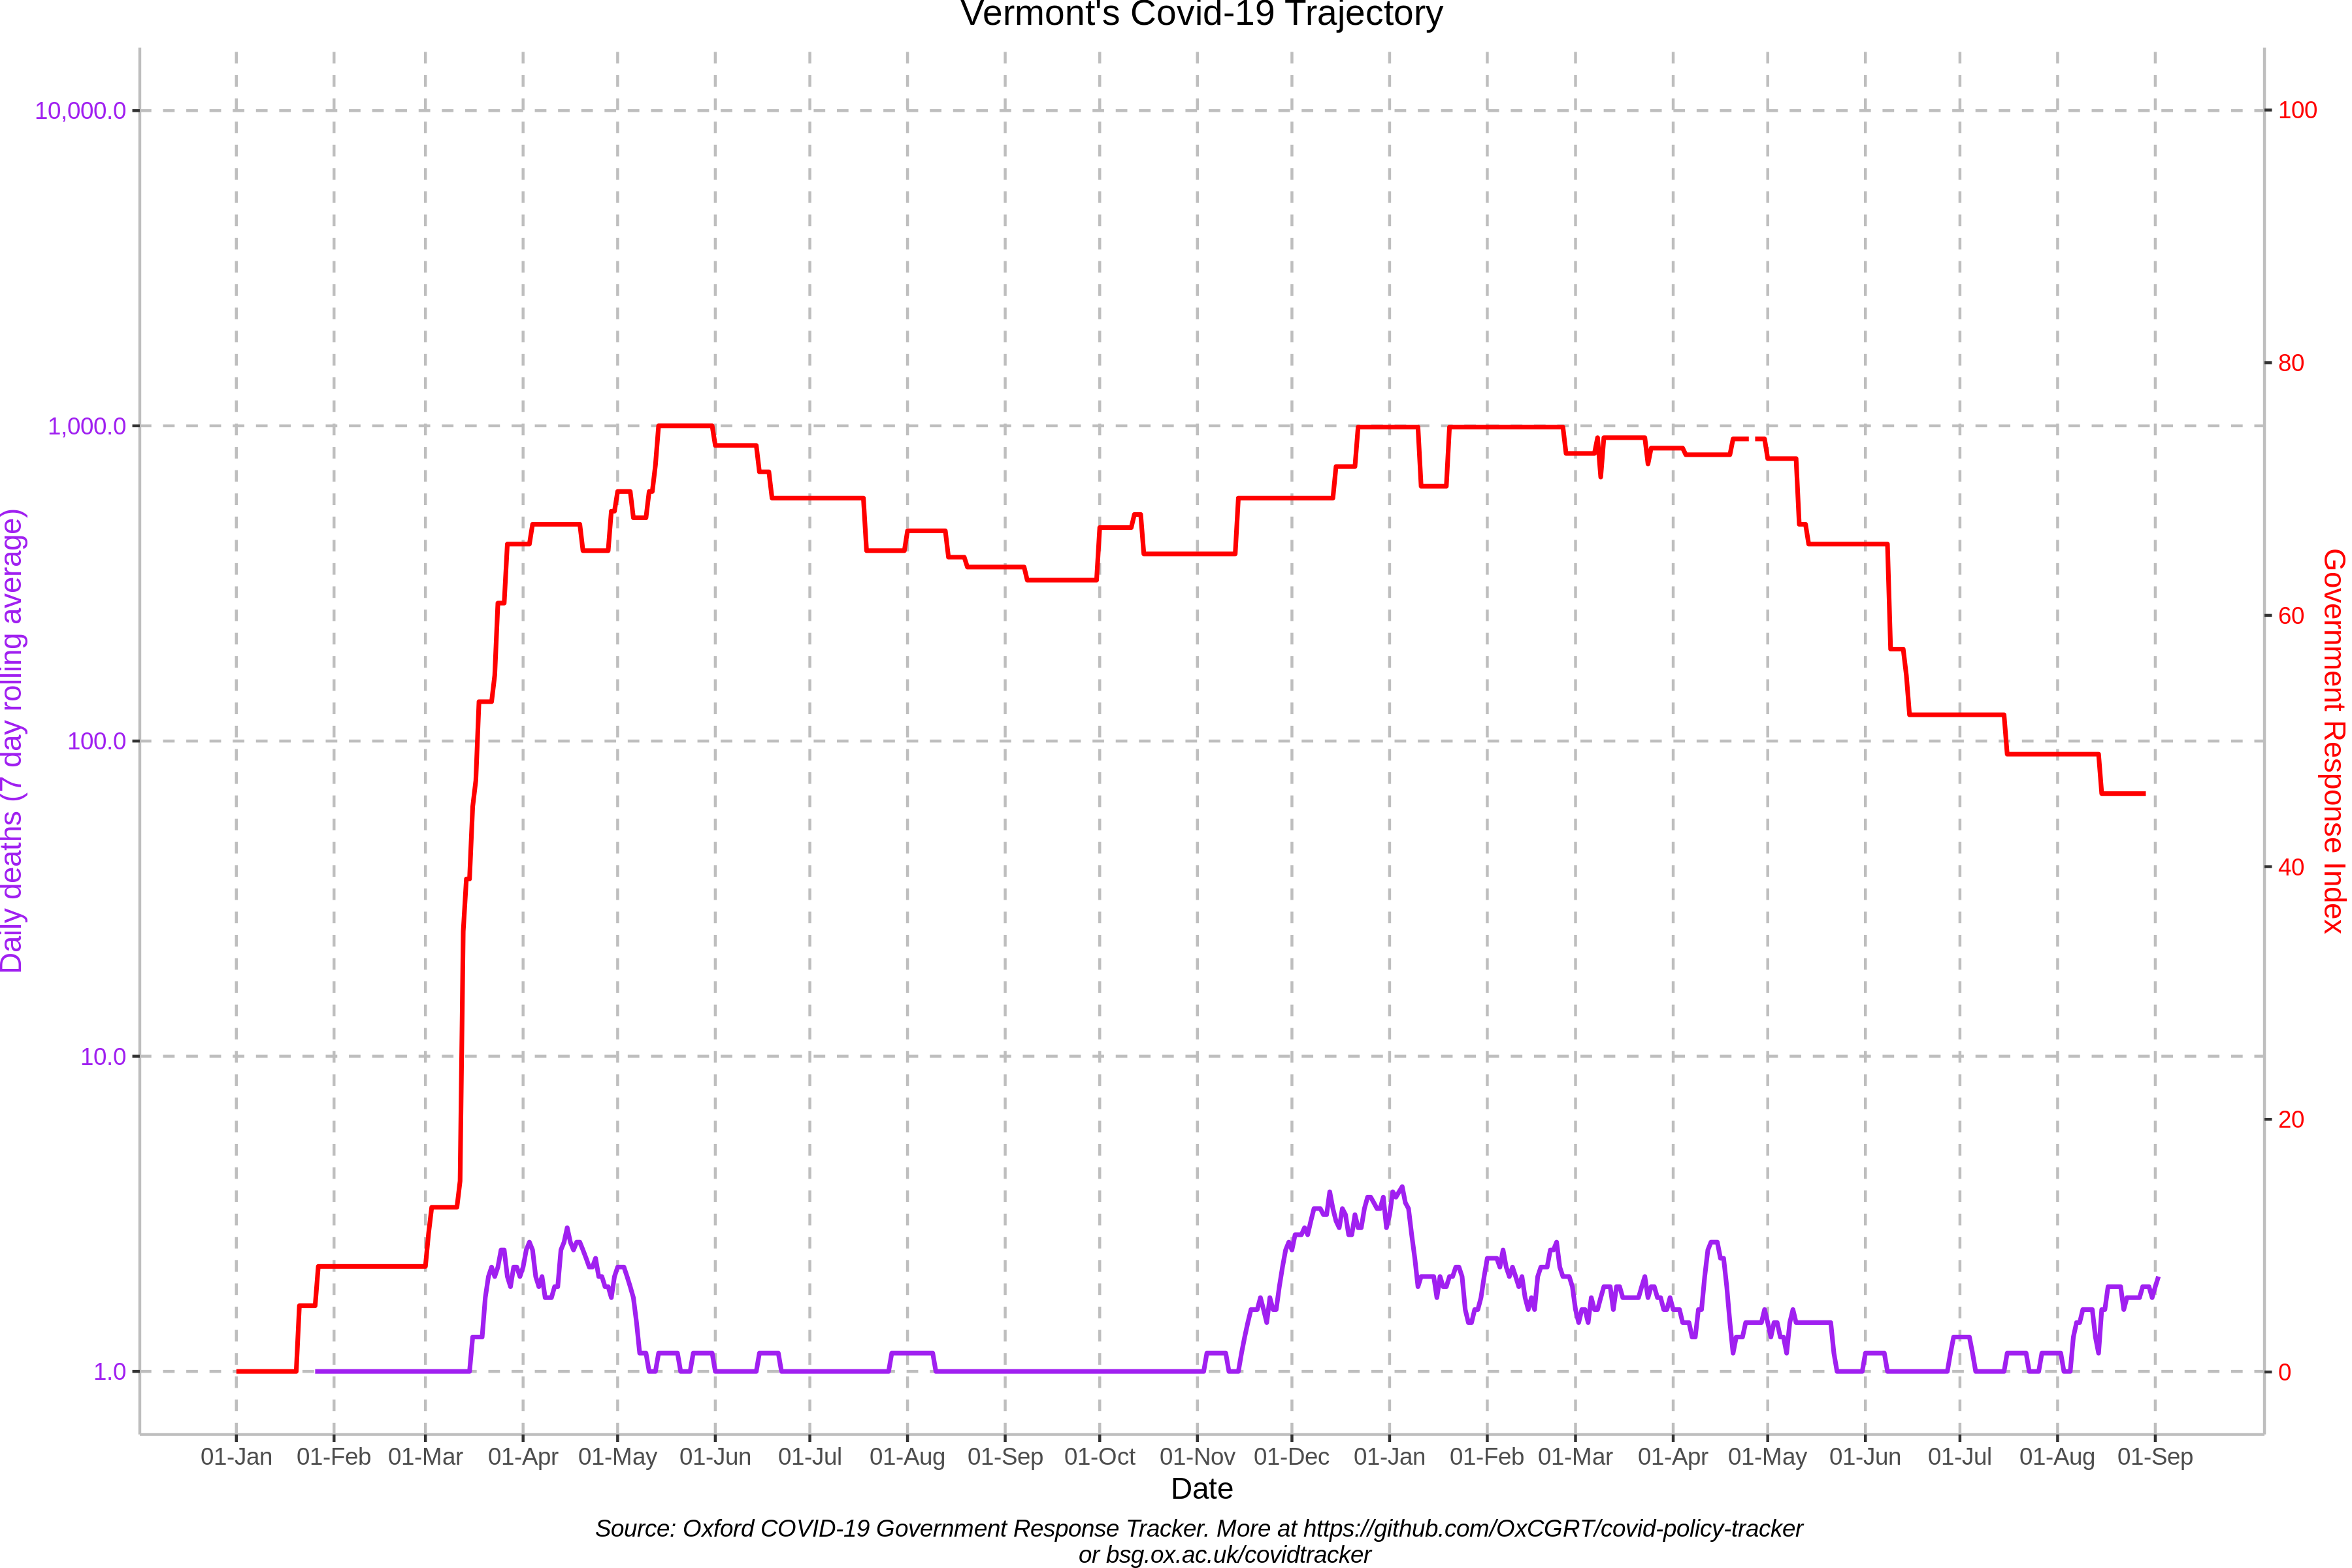 Vermont's Covid-19 Trajectory
10,000.0
1,000.0
100.0
10.0
1.0
Daily deaths (7 day rolling average)
100
80
60
40
20
0
Government Response Index
01-Jan 01-Feb 01-Mar 01-Apr 01-May 01-Jun 01-Jul 01-Aug 01-Sep 01-Oct 01-Nov 01-Dec 01-Jan 01-Feb 01-Mar 01-Apr 01-May 01-Jun 01-Jul 01-Aug 01-Sep
Date
Source: Oxford COVID-19 Government Response Tracker. More at https://github.com/OxCGRT/covid-policy-tracker
or bsg.ox.ac.uk/covidtracker